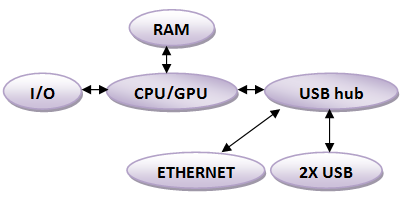 RAM
I/O
CPU/GPU
USB hub
ETHERNET
2X USB